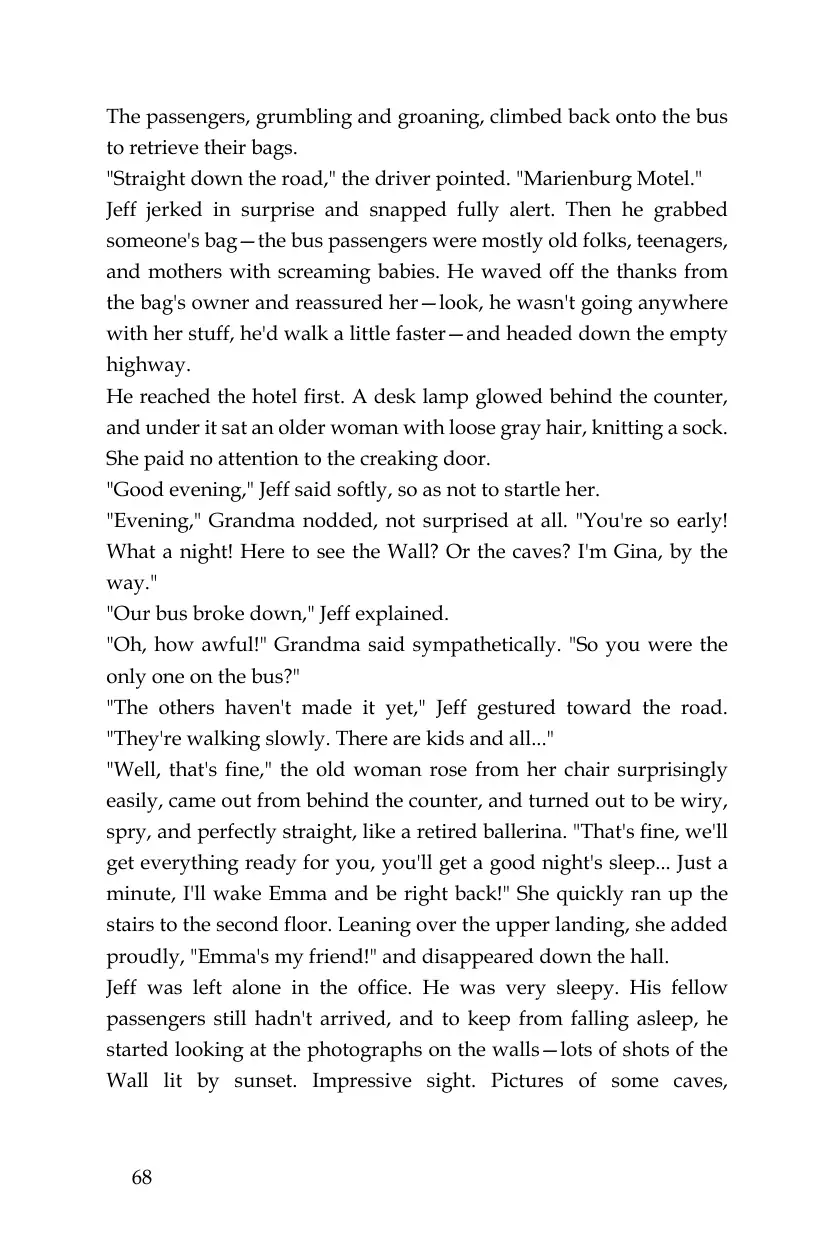 The passengers, grumbling and groaning, climbed back onto the bus
to retrieve their bags.
"Straight down the road," the driver pointed. "Marienburg Motel."
Jeff jerked in surprise and snapped fully alert. Then he grabbed
someone's bag—the bus passengers were mostly old folks, teenagers,
and mothers with screaming babies. He waved off the thanks from
the bag's owner and reassured her—look, he wasn't going anywhere
with her stuff, he'd walk a little faster—and headed down the empty
highway.
He reached the hotel first. A desk lamp glowed behind the counter,
and under it sat an older woman with loose gray hair, knitting a sock.
She paid no attention to the creaking door.
"Good evening," Jeff said softly, so as not to startle her.
"Evening," Grandma nodded, not surprised at all. "You're so early!
What a night! Here to see the Wall? Or the caves? I'm Gina, by the
way."
"Our bus broke down," Jeff explained.
"Oh, how awful!" Grandma said sympathetically. "So you were the
only one on the bus?"
"The others haven't made it yet," Jeff gestured toward the road.
"They're walking slowly. There are kids and all..."
"Well, that's fine," the old woman rose from her chair surprisingly
easily, came out from behind the counter, and turned out to be wiry,
spry, and perfectly straight, like a retired ballerina. "That's fine, we'll
get everything ready for you, you'll get a good night's sleep... Just a
minute, I'll wake Emma and be right back!" She quickly ran up the
stairs to the second floor. Leaning over the upper landing, she added
proudly, "Emma's my friend!" and disappeared down the hall.
Jeff was left alone in the office. He was very sleepy. His fellow
passengers still hadn't arrived, and to keep from falling asleep, he
started looking at the photographs on the walls—lots of shots of the
Wall lit by sunset. Impressive sight. Pictures of some caves,
68